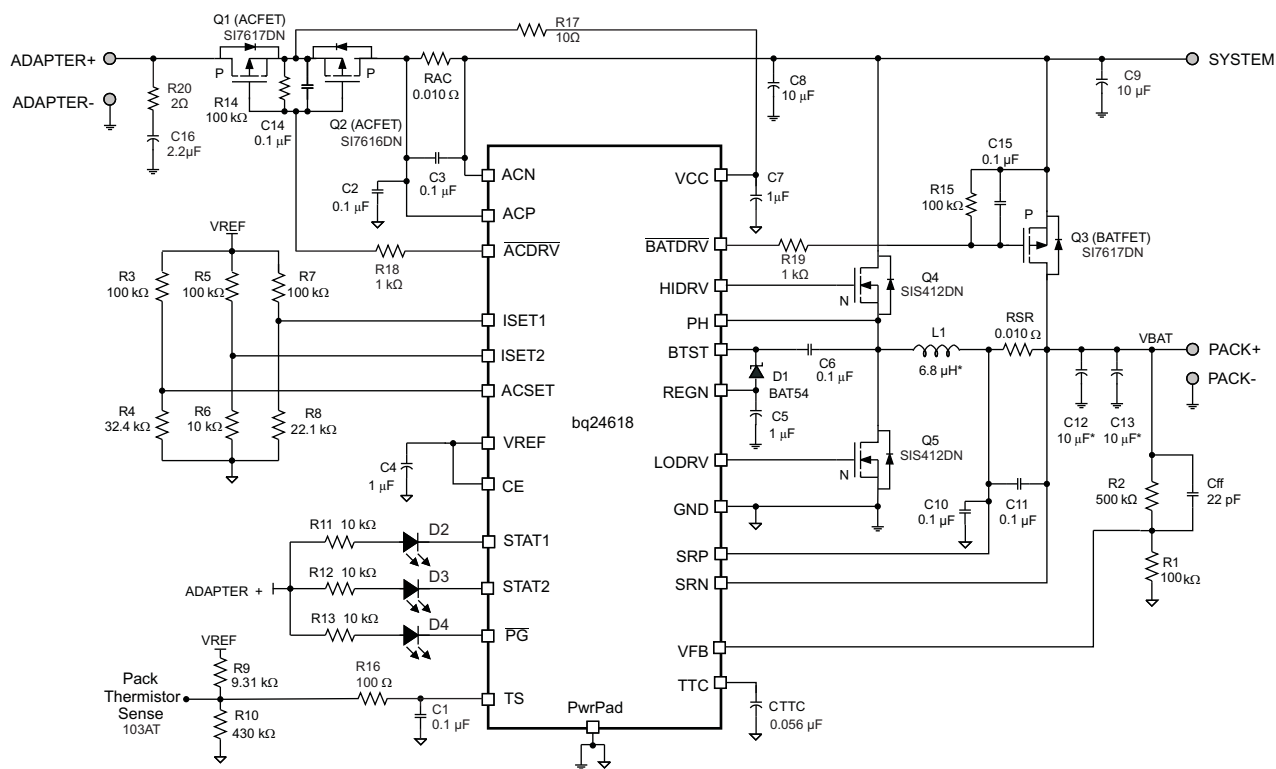 Q1 (ACFET)
SI7617DN
R17
10Ω
ADAPTER+
P
P
RAC
0.010 Ω
C8
10 µF
C9
10 µF
SYSTEM
ADAPTER-
R20
2Ω
C16
2.2µF
R14
100 kΩ
C14
0.1 µF
Q2 (ACFET)
SI7616DN
C3
0.1 µF
C2
0.1 µF
ACN
ACP
ACDRV
R18
1 kΩ
VCC
C7
1µF
C15
0.1 µF
R15
100 kΩ
P
Q3 (BATFET)
SI7617DN
BATDRV
R19
1 kΩ
HIDRV
N
Q4
SIS412DN
PH
BTST
C6
0.1 µF
L1
6.8 µH*
RSR
0.010 Ω
VBAT
PACK+
PACK-
D1
BAT54
REGN
C5
1 µF
C12
10 µF*
C13
10 µF*
VREF
R3
100 kΩ
R5
100 kΩ
R7
100 kΩ
ISET1
ISET2
ACSET
R4
32.4 kΩ
R6
10 kΩ
R8
22.1 kΩ
bq24618
VREF
C4
1 µF
CE
LODRV
N
Q5
SIS412DN
GND
C10
0.1 µF
C11
0.1 µF
R2
500 kΩ
Cff
22 pF
R1
100 kΩ
SRP
SRN
R11 10 kΩ
D2
STAT1
R12 10 kΩ
D3
STAT2
ADAPTER +
R13 10 kΩ
D4
PG
VFB
VREF
R9
9.31 kΩ
Pack
Thermistor
Sense
103AT
R10
430 kΩ
R16
100 Ω
C1
0.1 µF
TS
PwrPad
TTC
CTTC
0.056 µF